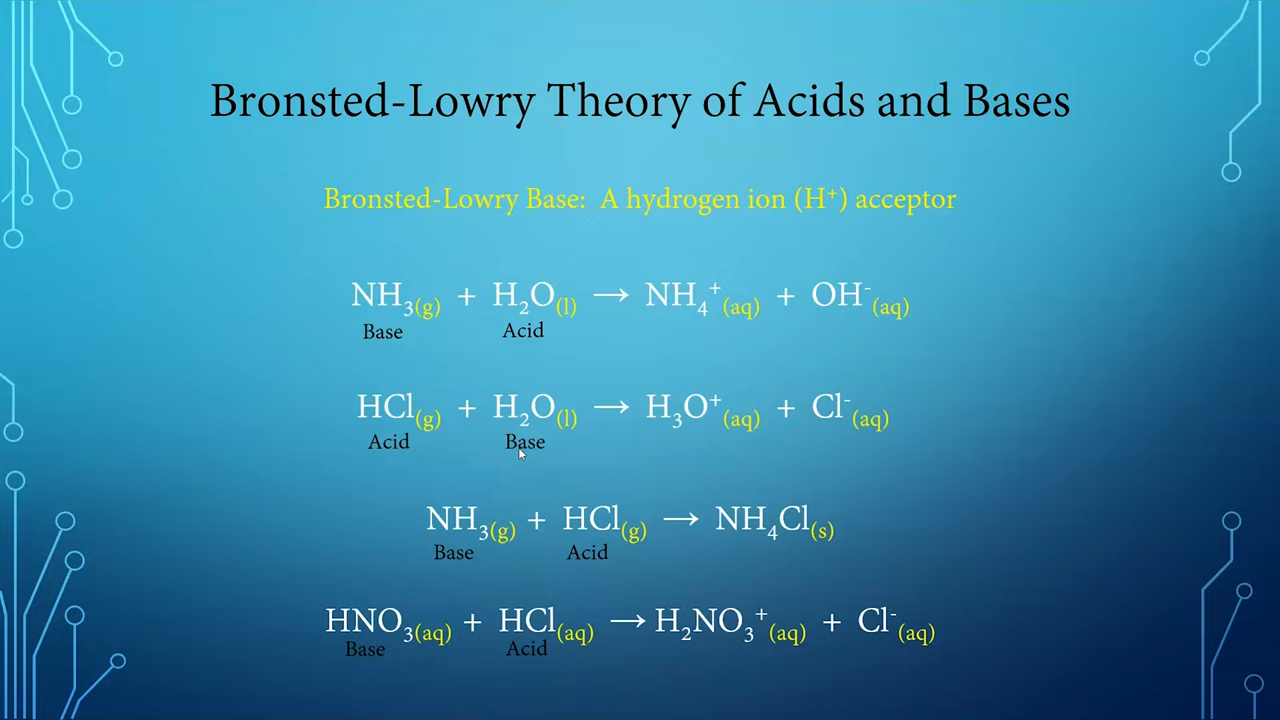 Bronsted-Lowry Theory of Acids and Bases
Bronsted-Lowry Base: A hydrogen ion (H⁺) acceptor
NH₃(g) + H₂O(l) → NH₄⁺(aq) + OH⁻(aq)
Base Acid
HCl(g) + H₂O(l) → H₃O⁺(aq) + Cl⁻(aq)
Acid Base
NH₃(g) + HCl(g) → NH₄Cl(s)
Base Acid
HNO₃(aq) + HCl(aq) → H₂NO₃⁺(aq) + Cl⁻(aq)
Base Acid